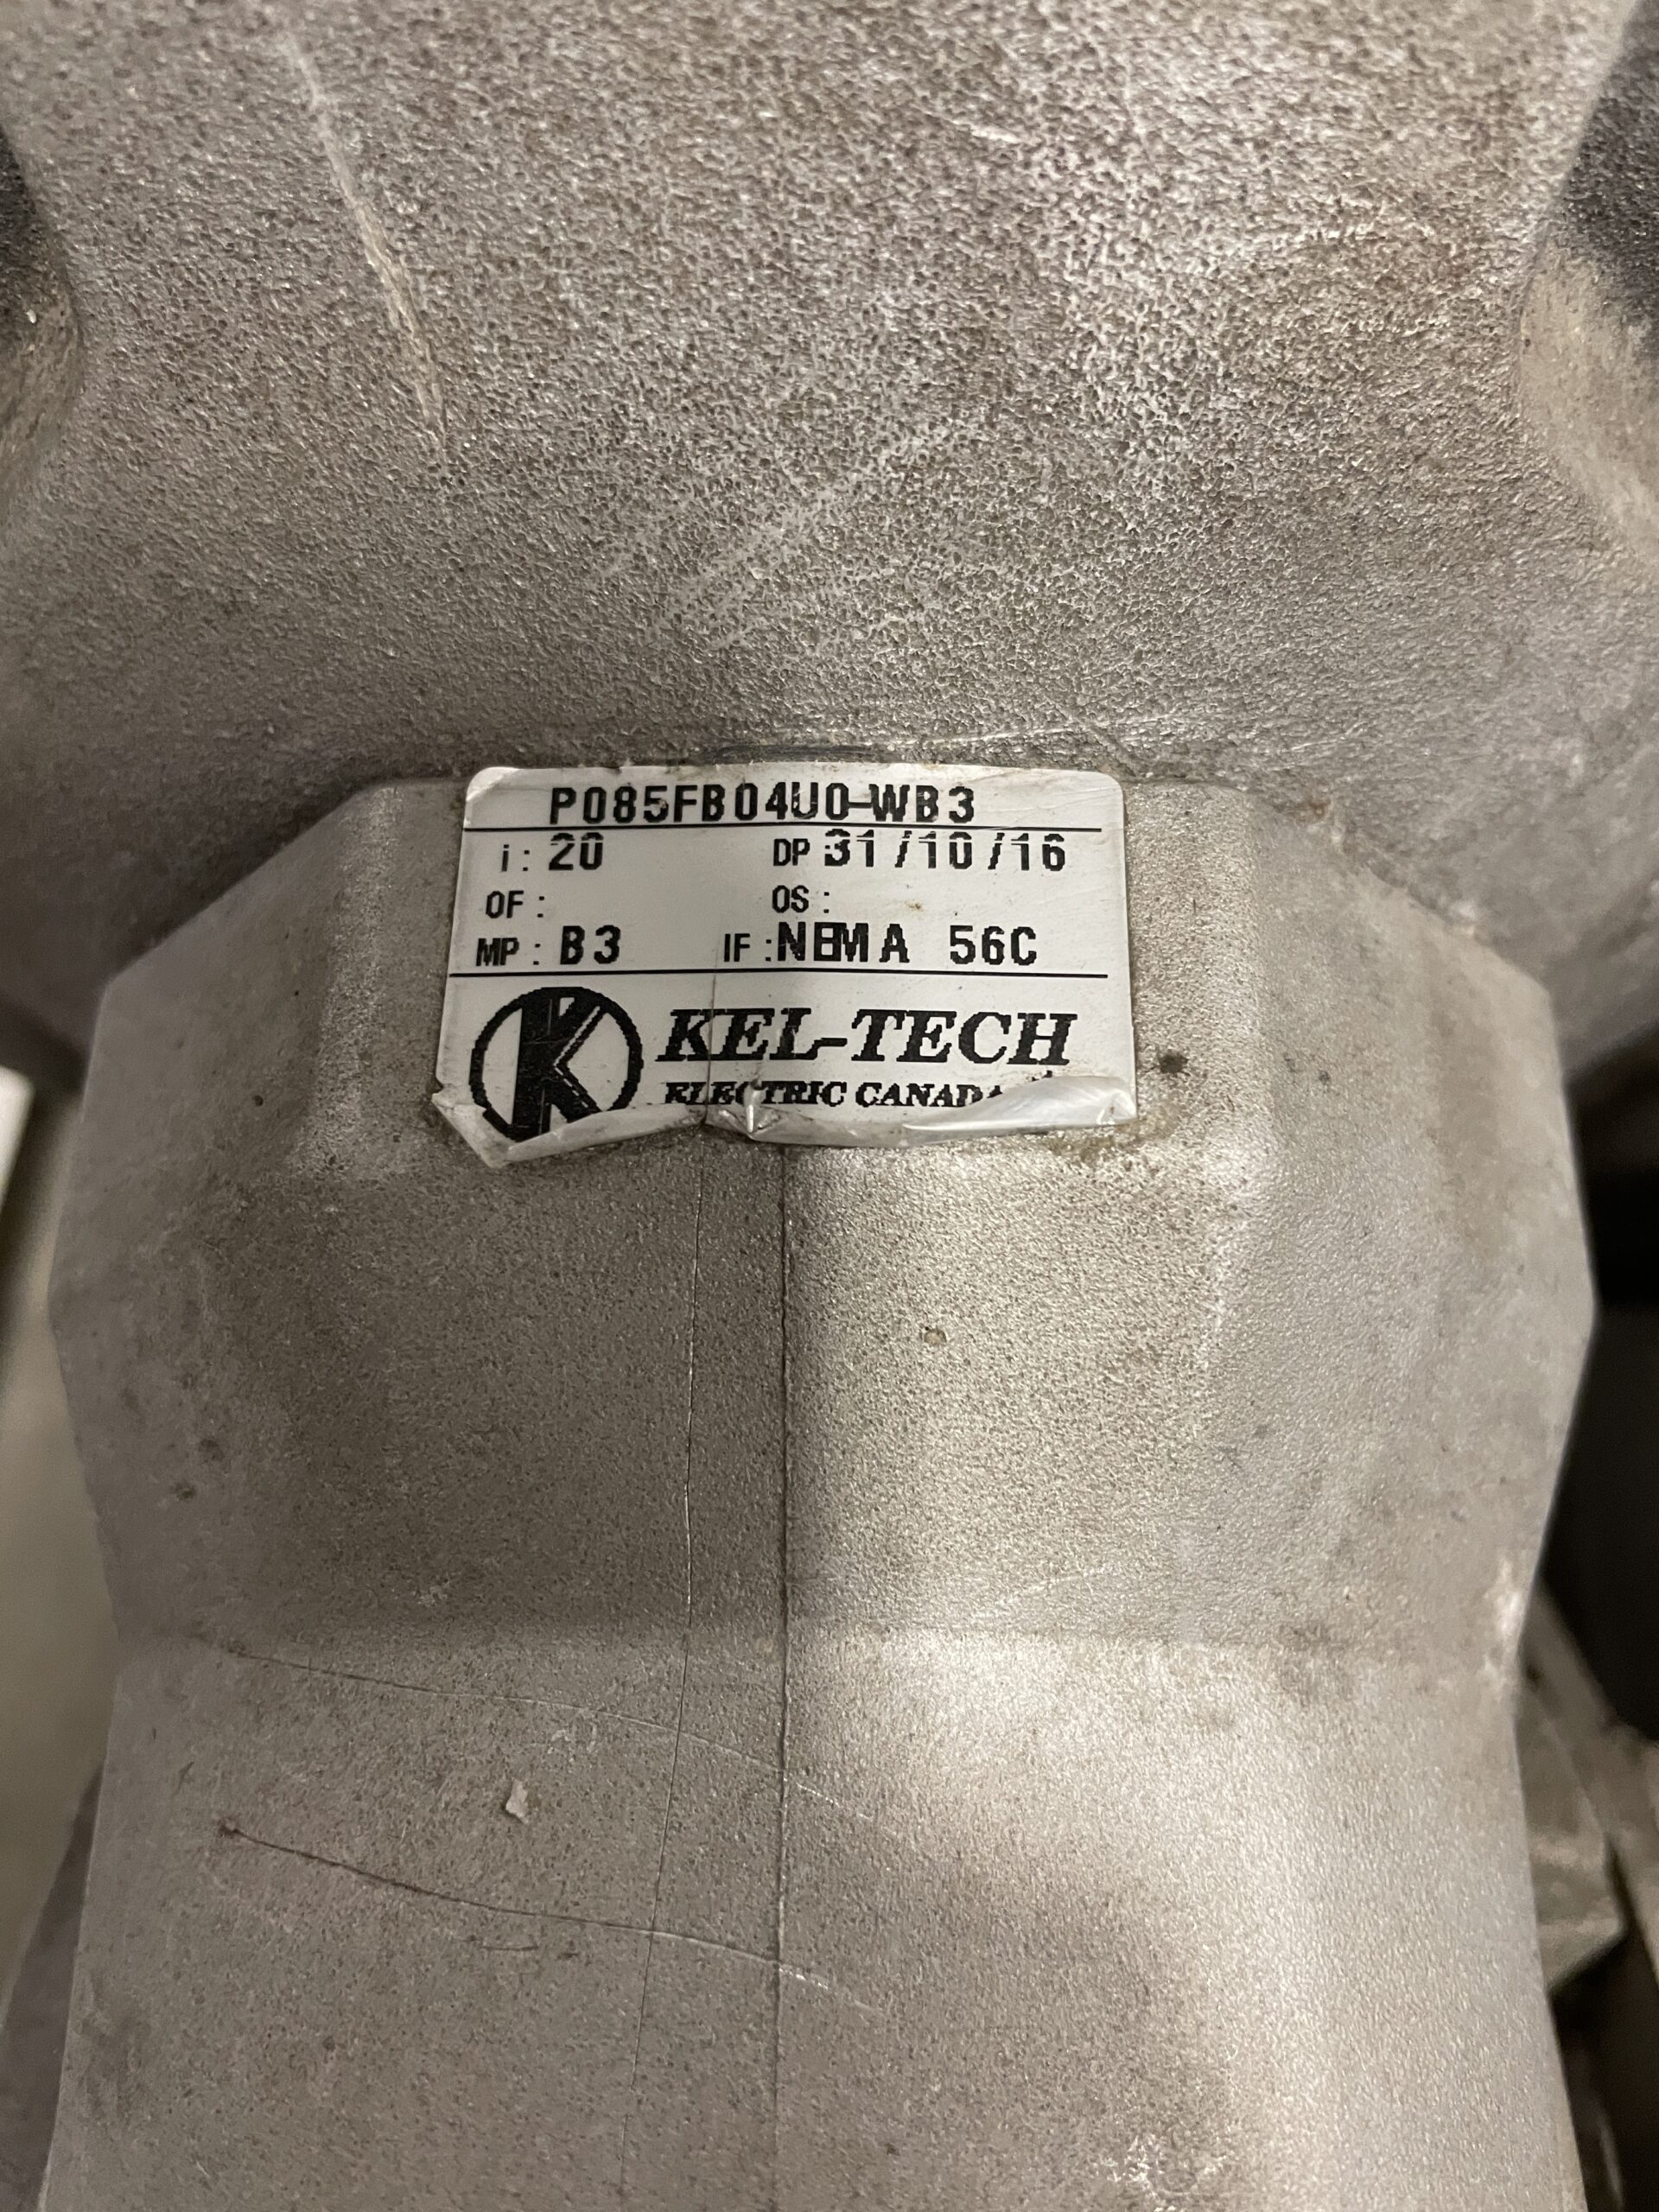 P085FB04U0-WB3
i: 20 DP:31/10/16
OF: OS:
MP: B3 IF:NEMA 56C
K KEL-TECH
ELECTRIC CANADA